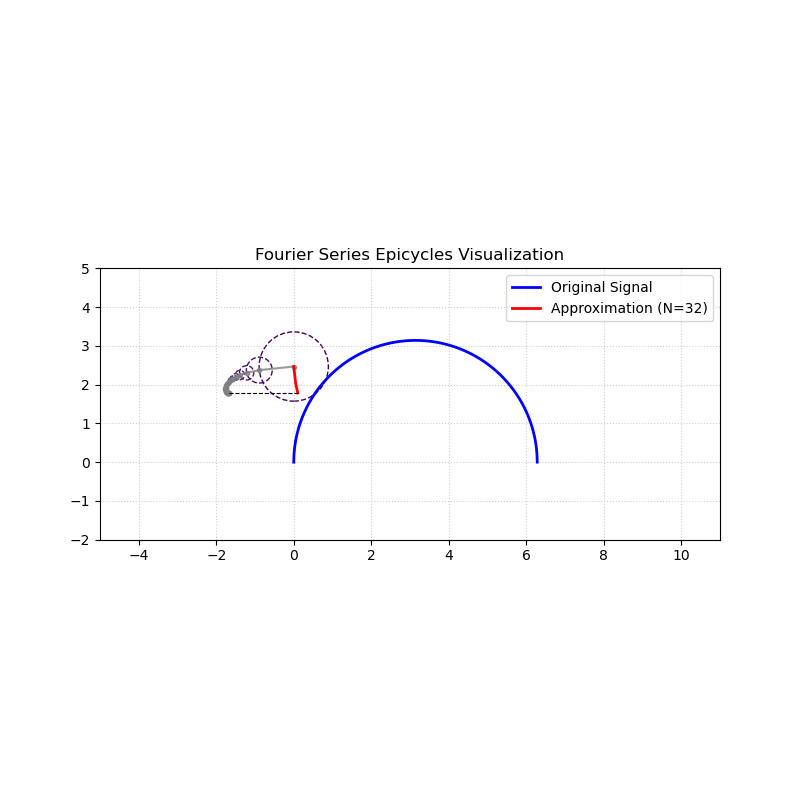 Fourier Series Epicycles Visualization
Original Signal
Approximation (N=32)
5
4
3
2
1
0
−1
−2
−4 −2 0 2 4 6 8 10